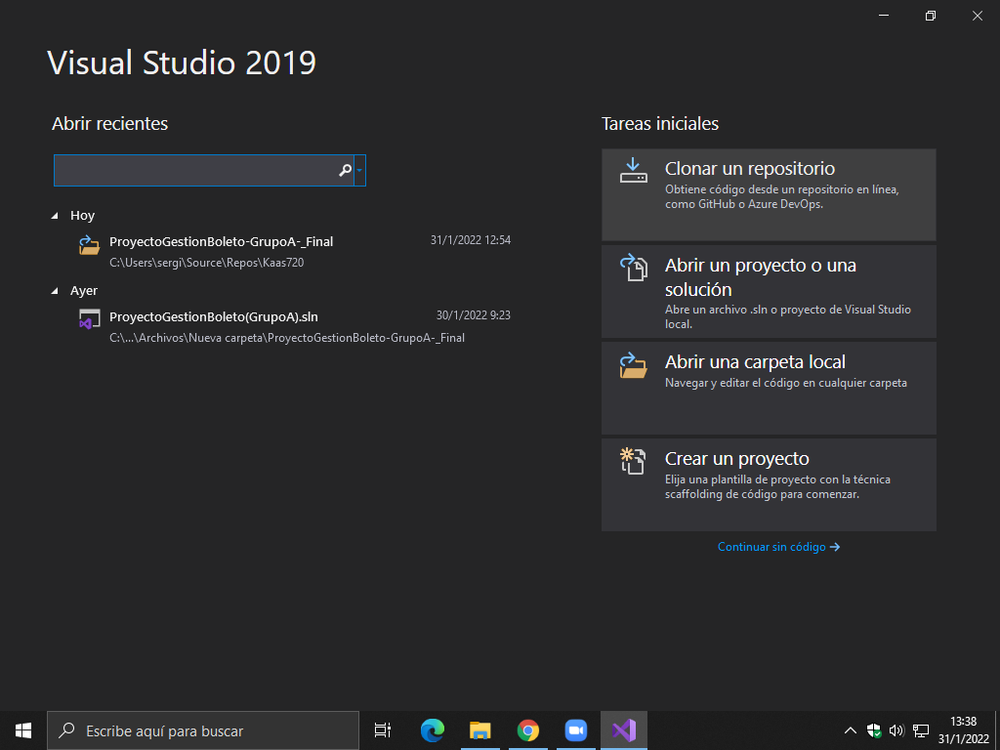 Visual Studio 2019
Abrir recientes
Hoy
ProyectoGestionBoleto-GrupoA-_Final 31/1/2022 12:54
C:\Users\sergi\Source\Repos\Kaas720
Ayer
ProyectoGestionBoleto(GrupoA).sln 30/1/2022 9:23
C:\...\Archivos\Nueva carpeta\ProyectoGestionBoleto-GrupoA-_Final
Tareas iniciales
Clonar un repositorio
Obtiene código desde un repositorio en línea,
como GitHub o Azure DevOps.
Abrir un proyecto o una
solución
Abre un archivo .sln o proyecto de Visual Studio
local.
Abrir una carpeta local
Navegar y editar el código en cualquier carpeta
Crear un proyecto
Elija una plantilla de proyecto con la técnica
scaffolding de código para comenzar.
Continuar sin código →
Escribe aquí para buscar
13:38
31/1/2022